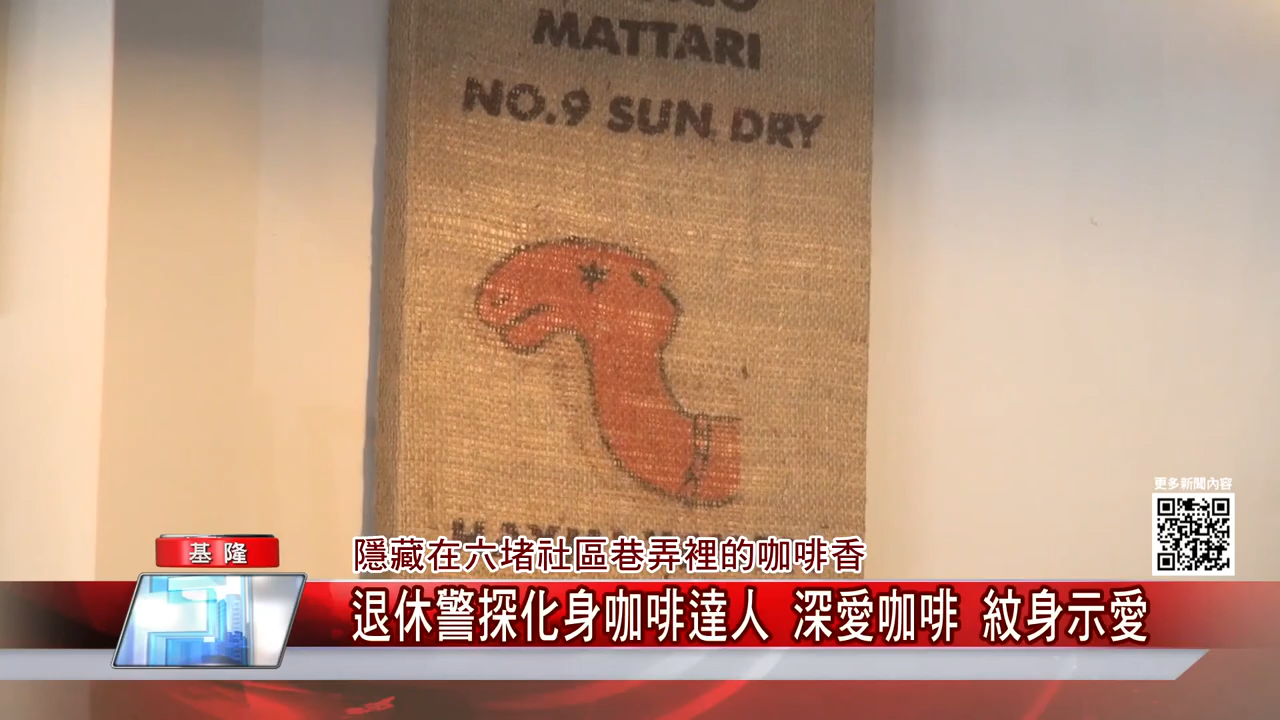 MATTARI
NO.9 SUN. DRY
更多新聞內容
基隆
隱藏在六堵社區巷弄裡的咖啡香
退休警探化身咖啡達人 深愛咖啡 紋身示愛